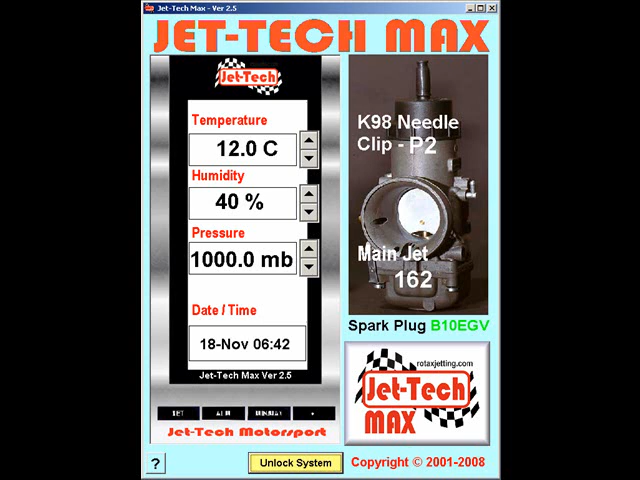 Jet-Tech Max - Ver 2.5
JET-TECH MAX
Jet-Tech
Temperature
12.0 C
Humidity
40 %
Pressure
1000.0 mb
Date / Time
18-Nov 06:42
Jet-Tech Max Ver 2.5
Jet-Tech Motorsport
K98 Needle
Clip - P2
Main Jet
162
Spark Plug B10EGV
rotaxjetting.com
Jet-Tech
MAX
?
Unlock System
Copyright © 2001-2008